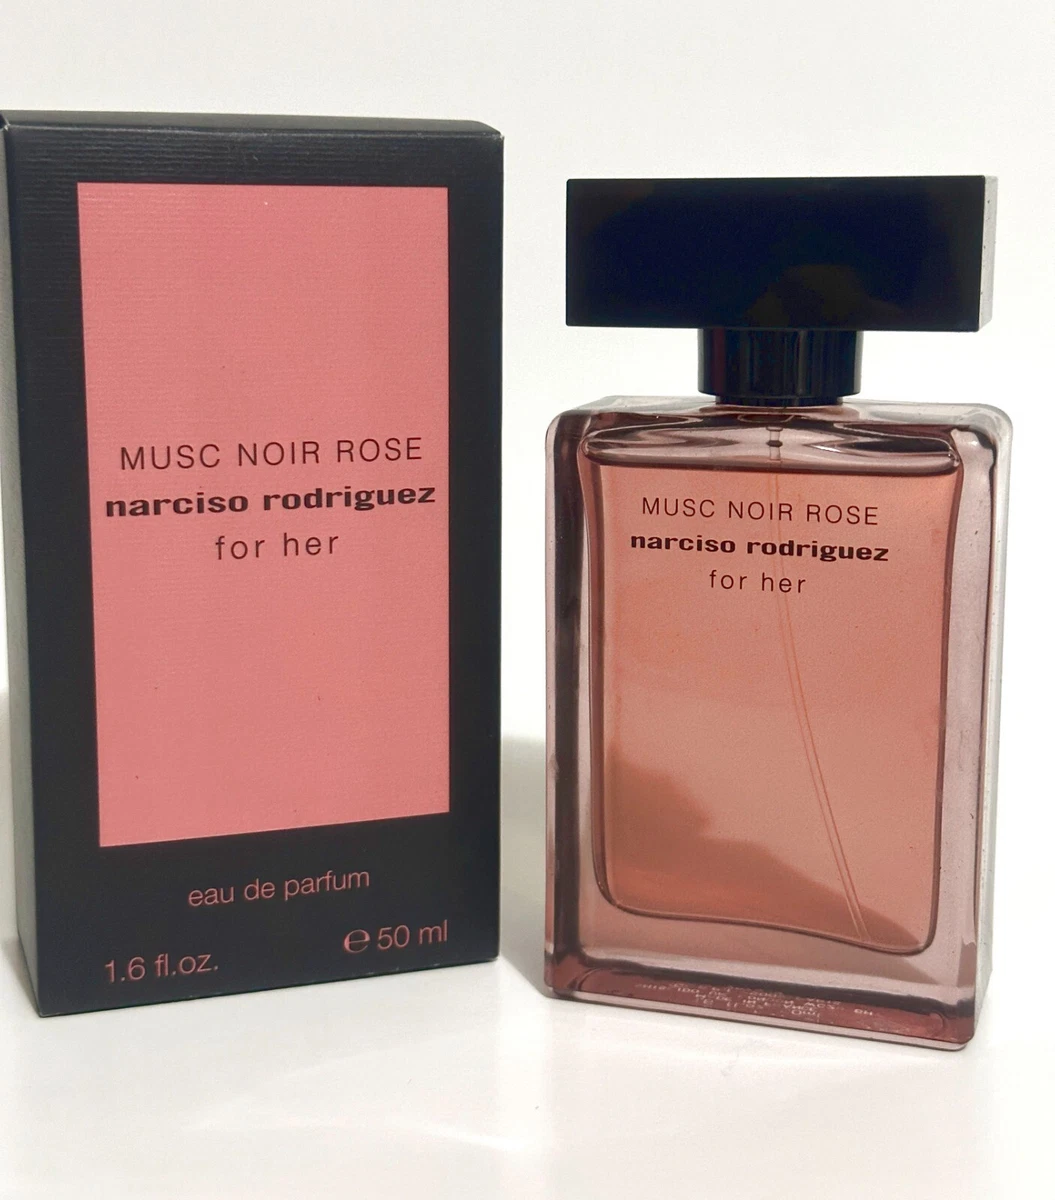 MUSC NOIR ROSE
narciso rodriguez
for her
eau de parfum
1.6 fl.oz.
℮ 50 ml
MUSC NOIR ROSE
narciso rodriguez
for her